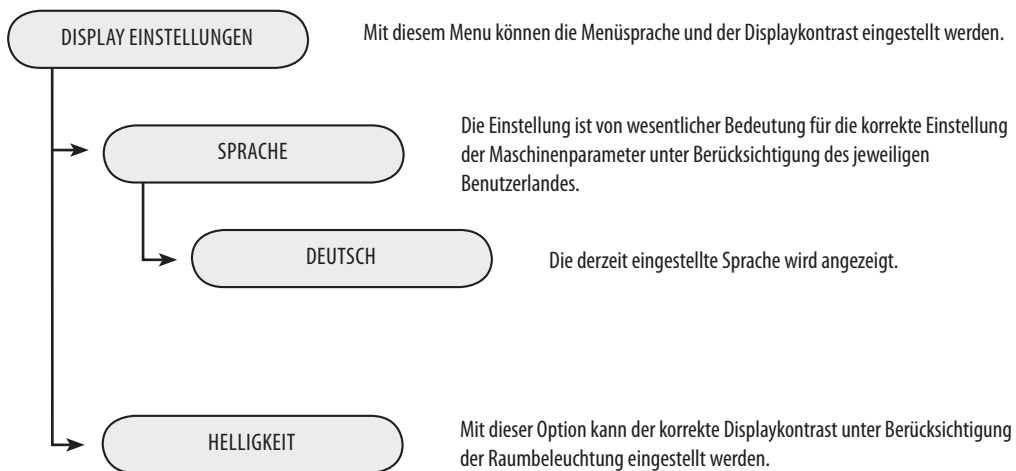 DISPLAY EINSTELLUNGEN
Mit diesem Menu können die Menüsprache und der Displaykontrast eingestellt werden.
SPRACHE
Die Einstellung ist von wesentlicher Bedeutung für die korrekte Einstellung
der Maschinenparameter unter Berücksichtigung des jeweiligen
Benutzerlandes.
DEUTSCH
Die derzeit eingestellte Sprache wird angezeigt.
HELLIGKEIT
Mit dieser Option kann der korrekte Displaykontrast unter Berücksichtigung
der Raumbeleuchtung eingestellt werden.